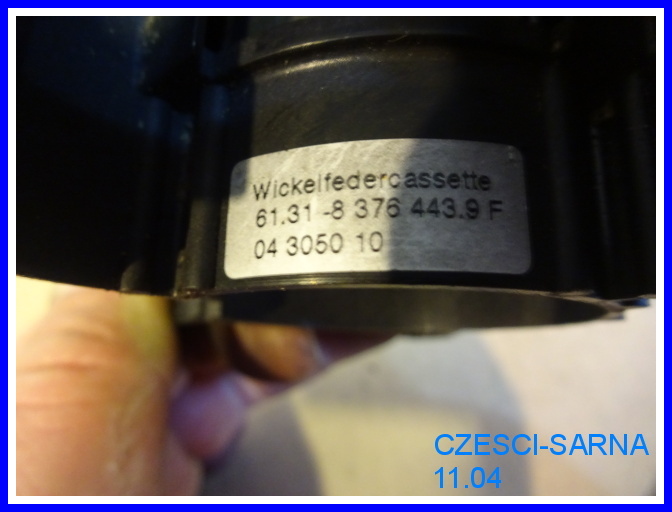 Wickelfedercassette
61.31 -8 376 443.9 F
04 3050 10
CZESCI-SARNA
11.04